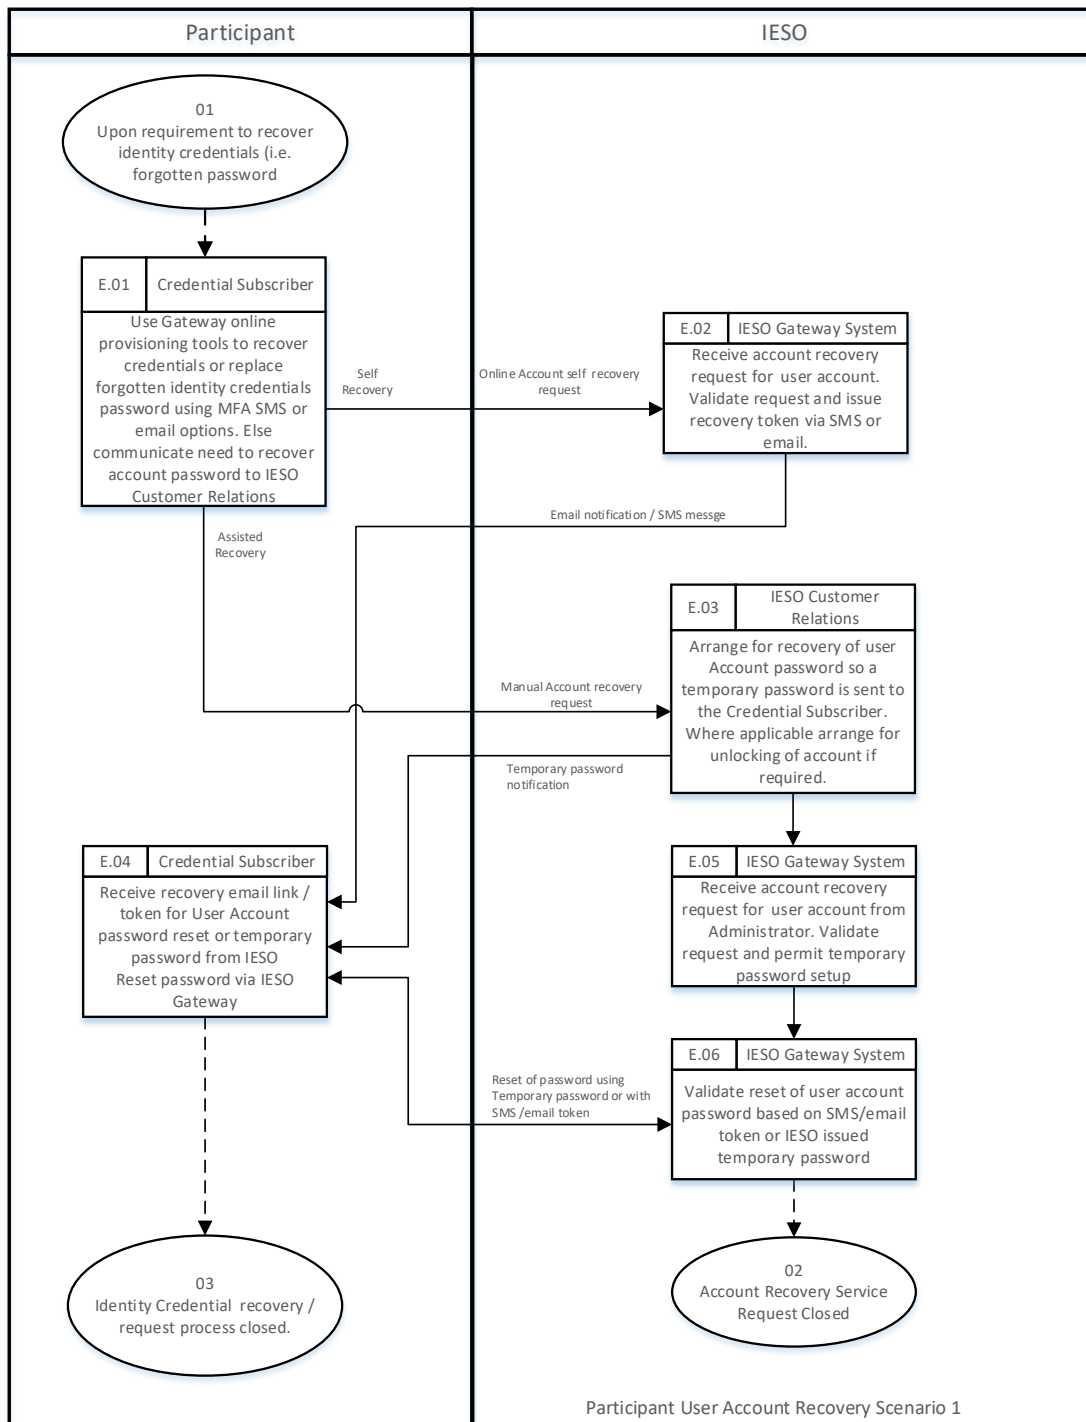 Participant
IESO
01
Upon requirement to recover
identity credentials (i.e.
forgotten password
E.01
Credential Subscriber
Use Gateway online
provisioning tools to recover
credentials or replace
forgotten identity credentials
password using MFA SMS or
email options. Else
communicate need to recover
account password to IESO
Customer Relations
Self
Recovery
Online Account self recovery
request
E.02
IESO Gateway System
Receive account recovery
request for user account.
Validate request and issue
recovery token via SMS or
email.
Email notification / SMS messge
Assisted
Recovery
E.03
IESO Customer
Relations
Arrange for recovery of user
Account password so a
temporary password is sent to
the Credential Subscriber.
Where applicable arrange for
unlocking of account if
required.
Manual Account recovery
request
Temporary password
notification
E.04
Credential Subscriber
Receive recovery email link /
token for User Account
password reset or temporary
password from IESO
Reset password via IESO
Gateway
E.05
IESO Gateway System
Receive account recovery
request for user account from
Administrator. Validate
request and permit temporary
password setup
E.06
IESO Gateway System
Validate reset of user account
password based on SMS/email
token or IESO issued
temporary password
Reset of password using
Temporary password or with
SMS /email token
03
Identity Credential recovery /
request process closed.
02
Account Recovery Service
Request Closed
Participant User Account Recovery Scenario 1